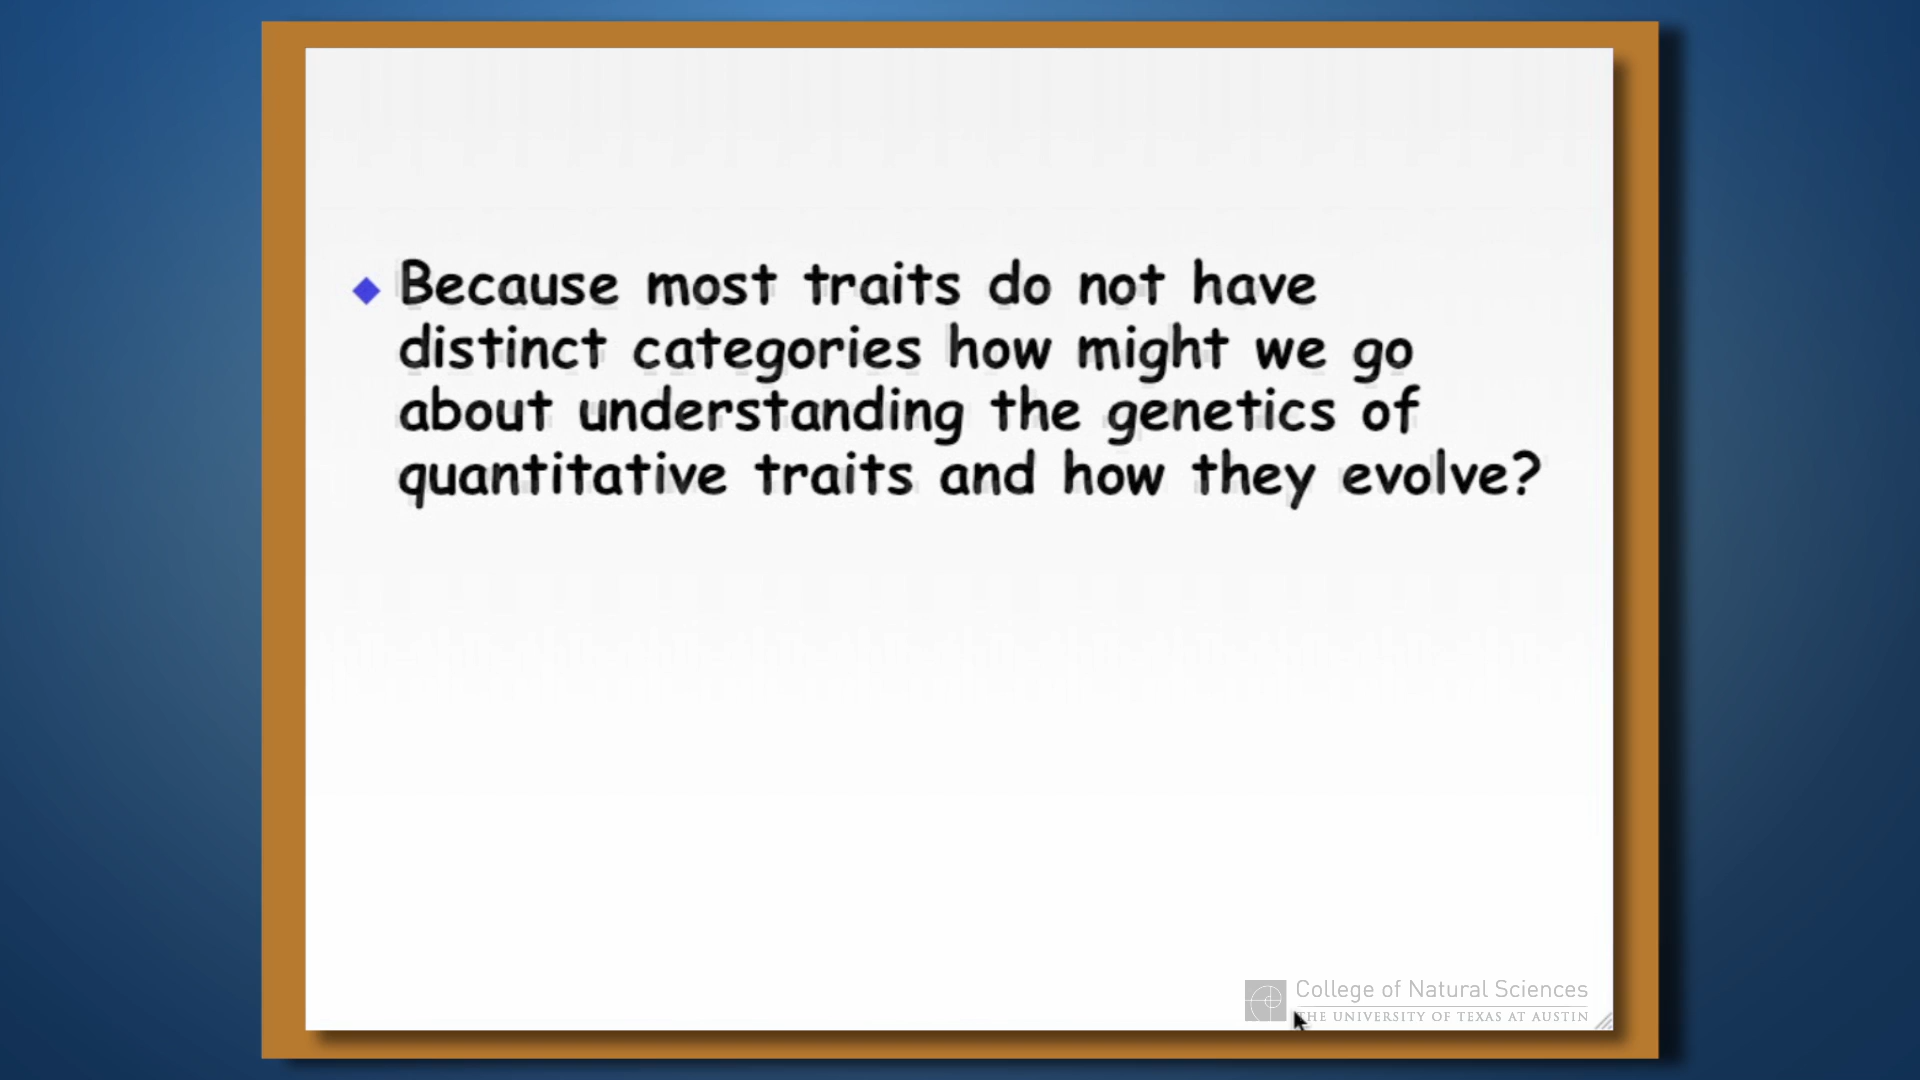 Because most traits do not have
distinct categories how might we go
about understanding the genetics of
quantitative traits and how they evolve?
College of Natural Sciences
THE UNIVERSITY OF TEXAS AT AUSTIN